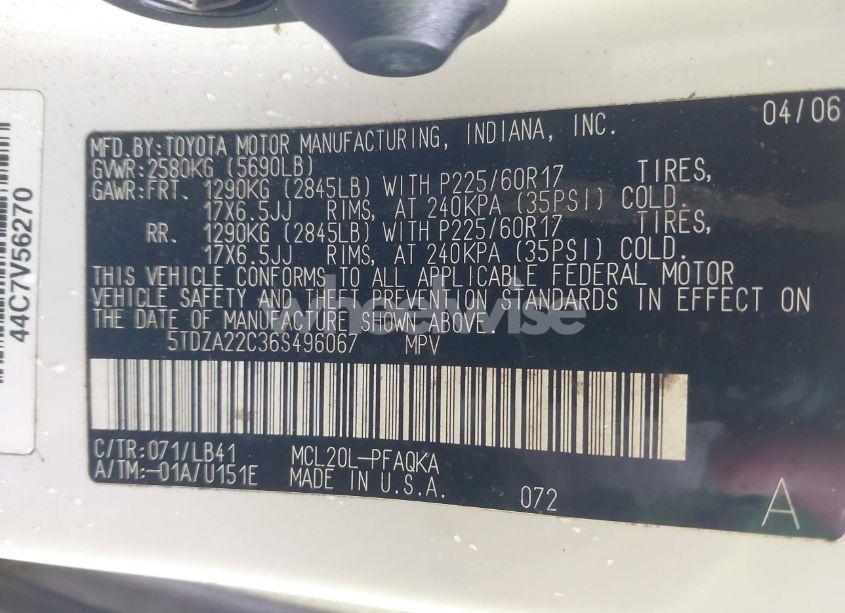 44C7V56270
04/06
MFD. BY: TOYOTA MOTOR MANUFACTURING, INDIANA, INC.
GVWR: 2580KG (5690LB)
GAWR: FRT. 1290KG (2845LB) WITH P225/60R17 TIRES,
17X6.5JJ RIMS, AT 240KPA (35PSI) COLD.
RR. 1290KG (2845LB) WITH P225/60R17 TIRES,
17X6.5JJ RIMS, AT 240KPA (35PSI) COLD.
THIS VEHICLE CONFORMS TO ALL APPLICABLE FEDERAL MOTOR
VEHICLE SAFETY AND THEFT PREVENTION STANDARDS IN EFFECT ON
THE DATE OF MANUFACTURE SHOWN ABOVE.
wheelwise
5TDZA22C36S496067 MPV
C/TR: 071/LB41 MCL20L-PFAQKA
A/TM: -01A/U151E MADE IN U.S.A.
072
A